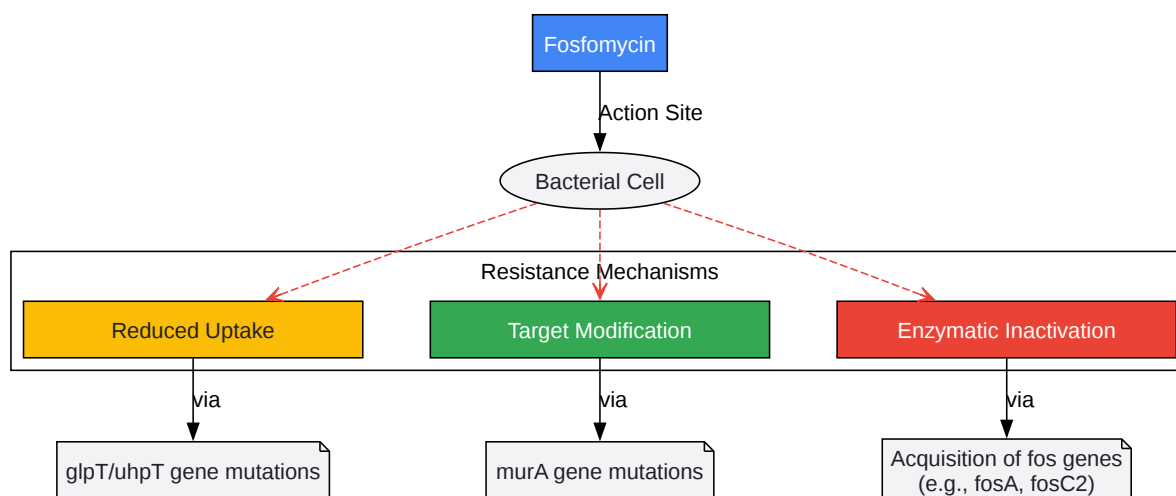 Fosfomycin
Action Site
Bacterial Cell
Resistance Mechanisms
Reduced Uptake
Target Modification
Enzymatic Inactivation
via
via
via
glpT/uhpT gene mutations
murA gene mutations
Acquisition of fos genes
(e.g., fosA, fosC2)